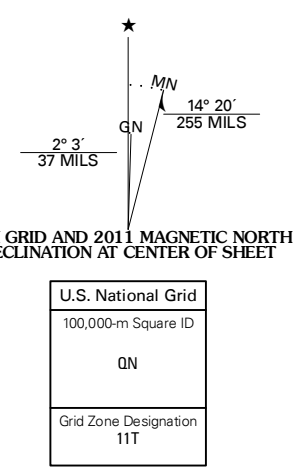 ★
MN
GN
14° 20´
255 MILS
2° 3´
37 MILS
GRID AND 2011 MAGNETIC NORTH
ECLINATION AT CENTER OF SHEET
U.S. National Grid
100,000-m Square ID
QN
Grid Zone Designation
11T